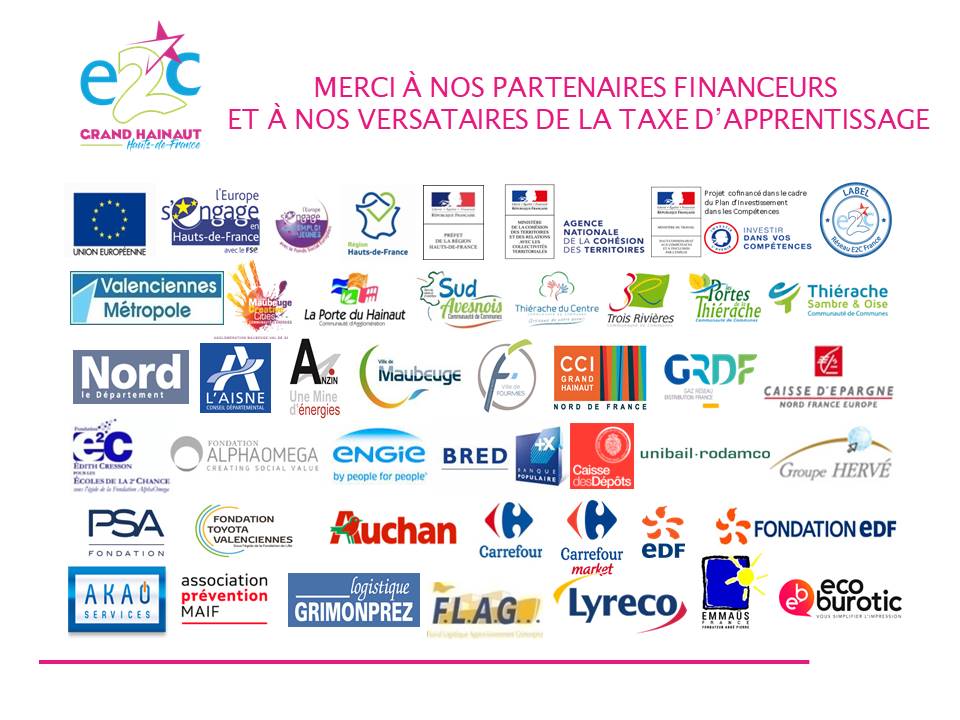 e2c
GRAND HAINAUT
Hauts-de-France
MERCI À NOS PARTENAIRES FINANCEURS
ET À NOS VERSATAIRES DE LA TAXE D’APPRENTISSAGE
UNION EUROPÉENNE
l'Europe
s'engage
en
Hauts-de-France
avec le FSE
l'Europe
engage
Région
Hauts-de-France
RÉPUBLIQUE FRANÇAISE
PRÉFET
DE LA RÉGION
HAUTS-DE-FRANCE
RÉPUBLIQUE FRANÇAISE
MINISTÈRE
DE LA COHÉSION
DES TERRITOIRES
ET DES RELATIONS
AVEC LES
COLLECTIVITÉS
TERRITORIALES
AGENCE
NATIONALE
DE LA COHÉSION
DES TERRITOIRES
RÉPUBLIQUE FRANÇAISE
MINISTÈRE DU TRAVAIL
Projet cofinancé dans le cadre
du Plan d'Investissement
dans les Compétences
INVESTIR
DANS VOS
COMPÉTENCES
LABEL
E2C
Réseau E2C France
Valenciennes
Métropole
Maubeuge
Creative
Cities
La Porte du Hainaut
Communauté d'Agglomération
Sud
Avesnois
Communauté de Communes
Thiérache du Centre
Trois Rivières
les Portes
de la
Thiérache
Communauté de Communes
Thiérache
Sambre & Oise
Communauté de Communes
Nord
le Département
L'AISNE
CONSEIL DÉPARTEMENTAL
ANZIN
Une Mine
d'énergies
Ville de
Maubeuge
Ville de
FOURMIES
CCI
GRAND
HAINAUT
NORD DE FRANCE
GRDF
GAZ RÉSEAU
DISTRIBUTION FRANCE
CAISSE D'EPARGNE
NORD FRANCE EUROPE
Fondation
e2c
EDITH CRESSON
POUR LES
ÉCOLES DE LA 2e CHANCE
sous l'égide de la Fondation AlphaOmega
FONDATION
ALPHAOMEGA
CREATING SOCIAL VALUE
ENGIE
by people for people
BRED
BANQUE
POPULAIRE
Caisse
des Dépôts
unibail·rodamco
Groupe HERVÉ
PSA
FONDATION
FONDATION
TOYOTA
VALENCIENNES
Auchan
Carrefour
Carrefour
market
eDF
FONDATION eDF
AKAO
SERVICES
association
prévention
MAIF
logistique
GRIMONPREZ
F.L.A.G...
Lyreco
EMMAÜS
FRANCE
FONDATEUR ABBÉ PIERRE
eb
eco
burotic
VOUS SIMPLIFIER L'IMPRESSION